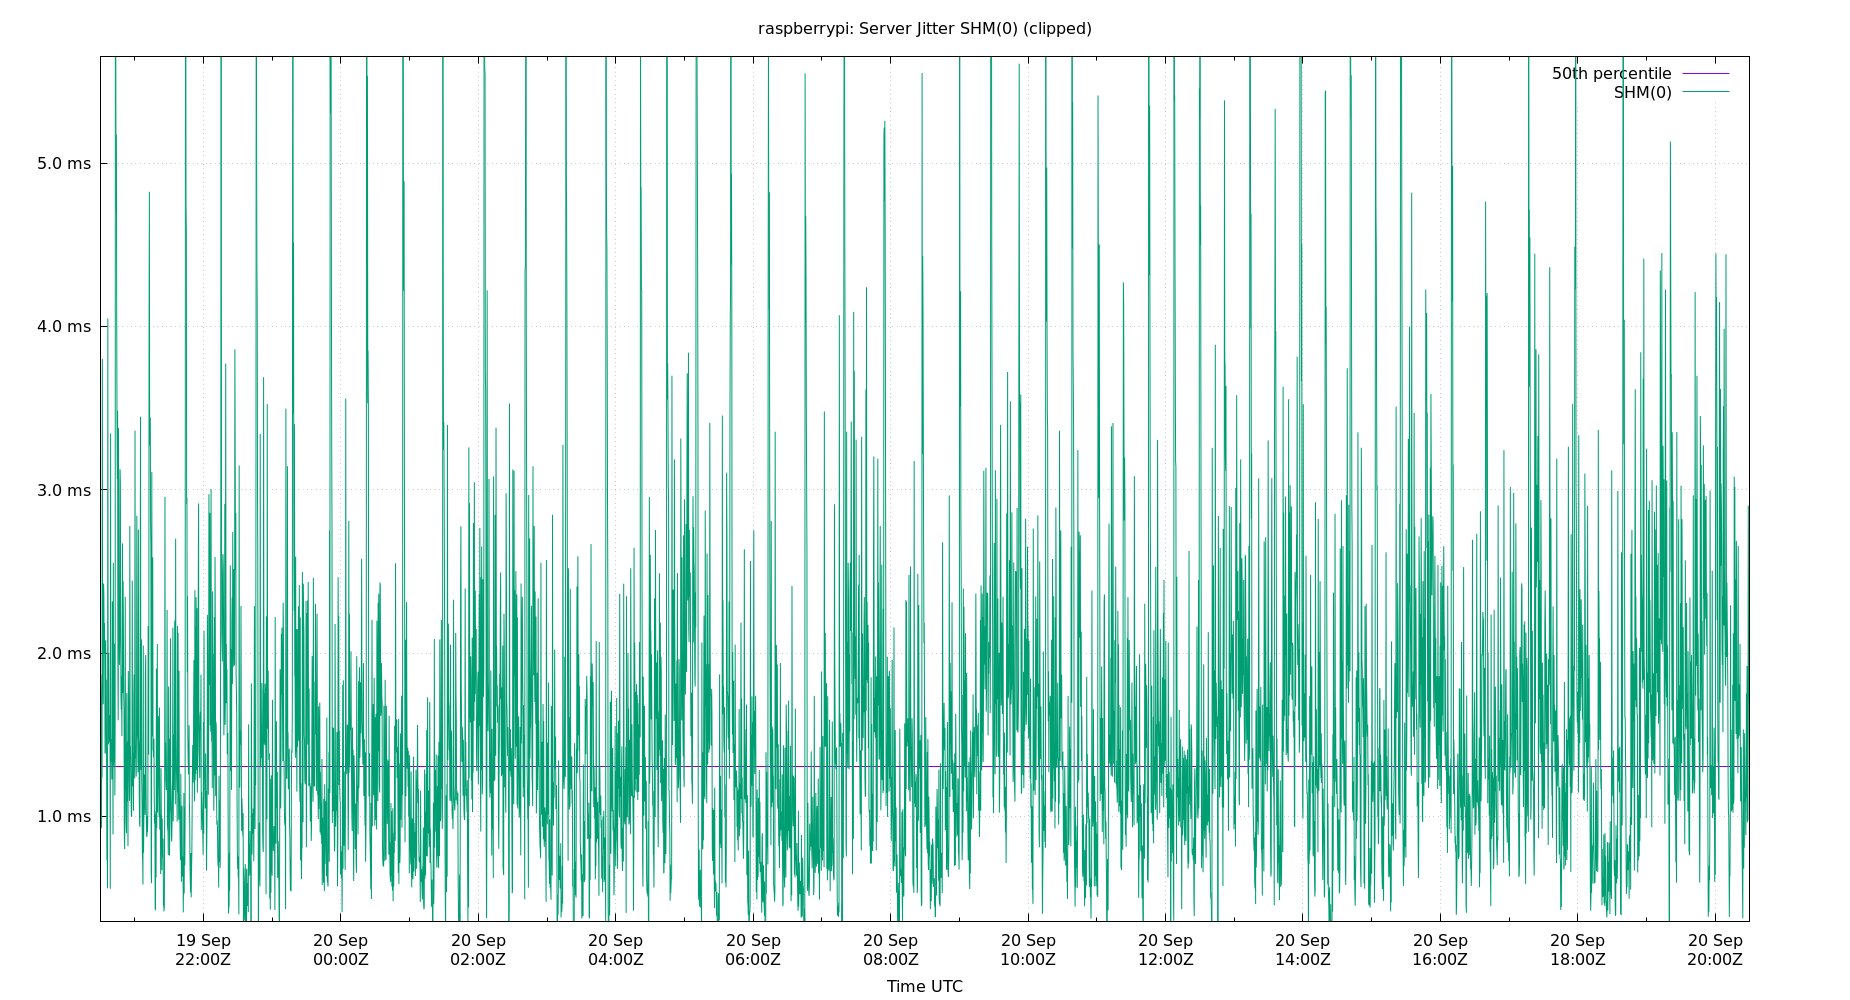 raspberrypi: Server Jitter SHM(0) (clipped)
50th percentile
SHM(0)
5.0 ms
4.0 ms
3.0 ms
2.0 ms
1.0 ms
19 Sep 20 Sep 20 Sep 20 Sep 20 Sep 20 Sep 20 Sep 20 Sep 20 Sep 20 Sep 20 Sep 20 Sep
22:00Z 00:00Z 02:00Z 04:00Z 06:00Z 08:00Z 10:00Z 12:00Z 14:00Z 16:00Z 18:00Z 20:00Z
Time UTC